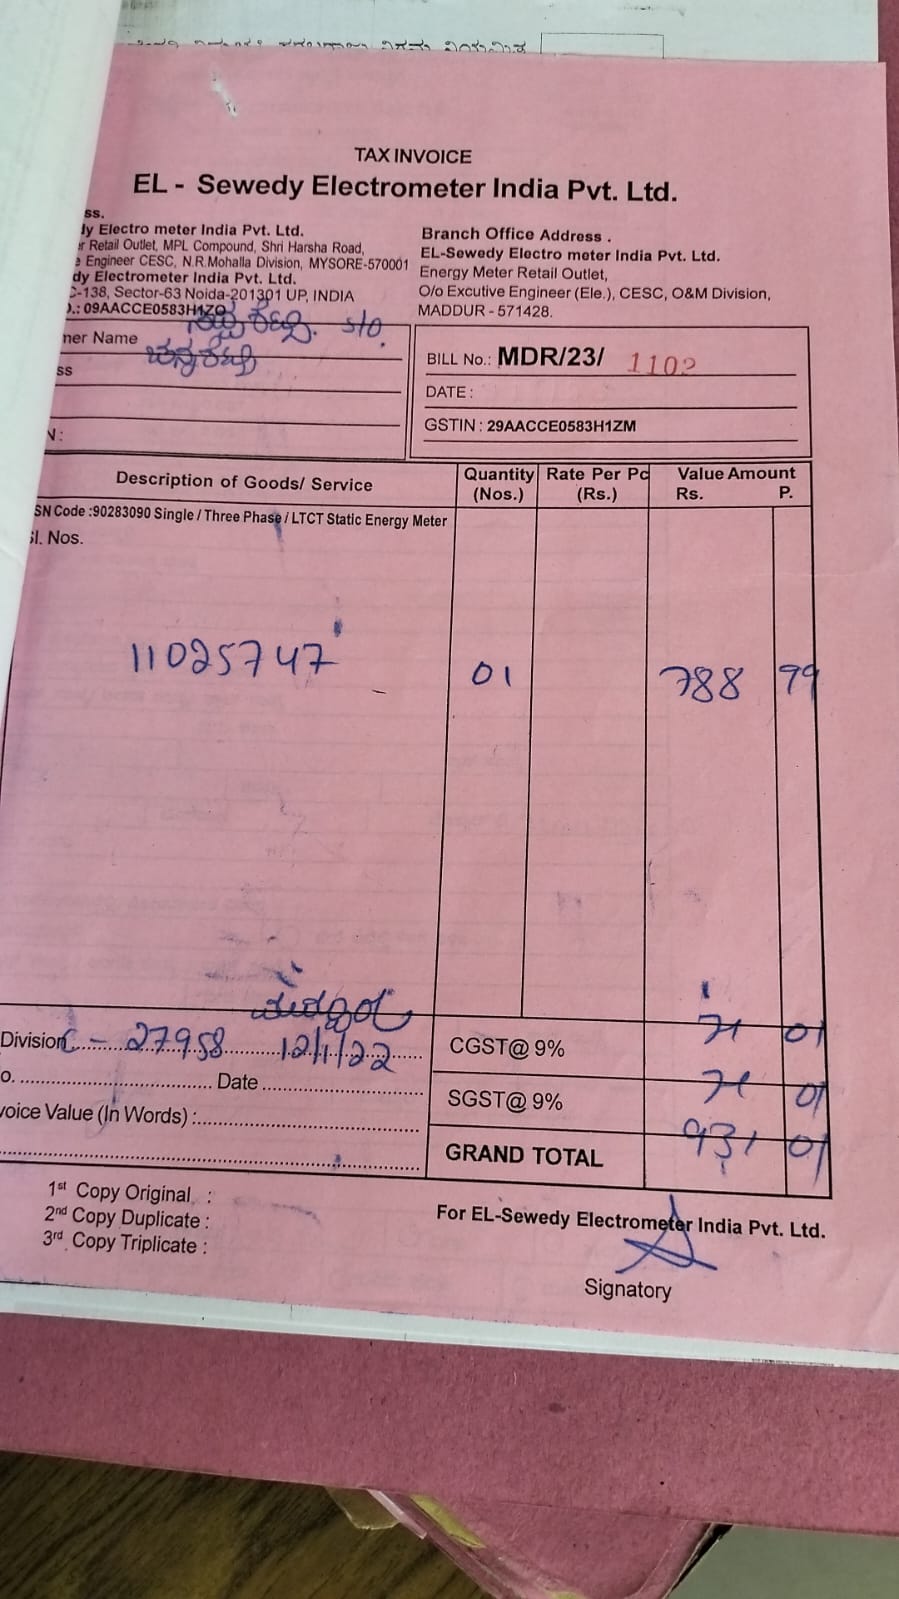 TAX INVOICE
EL - Sewedy Electrometer India Pvt. Ltd.
ss.
dy Electro meter India Pvt. Ltd.
er Retail Outlet, MPL Compound, Shri Harsha Road,
e Engineer CESC, N.R.Mohalla Division, MYSORE-570001
dy Electrometer India Pvt. Ltd.
C-138, Sector-63 Noida-201301 UP, INDIA
.: 09AACCE0583H1ZO
Branch Office Address .
EL-Sewedy Electro meter India Pvt. Ltd.
Energy Meter Retail Outlet,
O/o Excutive Engineer (Ele.), CESC, O&M Division,
MADDUR - 571428.
mer Name
S/o.
ss
N :
BILL No.: MDR/23/ 1102
DATE :
GSTIN : 29AACCE0583H1ZM
Description of Goods/ Service
Quantity (Nos.)
Rate Per Pc (Rs.)
Value Amount
Rs. P.
SN Code :90283090 Single / Three Phase / LTCT Static Energy Meter
Sl. Nos.
11025747 01 788 99
Division C - 27958 12/1/22
CGST@ 9% 71 01
o. Date
SGST@ 9% 71 01
voice Value (In Words) :
GRAND TOTAL 931 01
1st Copy Original :
2nd Copy Duplicate :
3rd Copy Triplicate :
For EL-Sewedy Electrometer India Pvt. Ltd.
Signatory